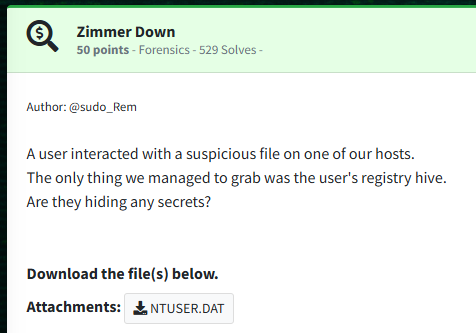 Zimmer Down
50 points - Forensics - 529 Solves -
Author: @sudo_Rem
A user interacted with a suspicious file on one of our hosts.
The only thing we managed to grab was the user's registry hive.
Are they hiding any secrets?
Download the file(s) below.
Attachments: NTUSER.DAT